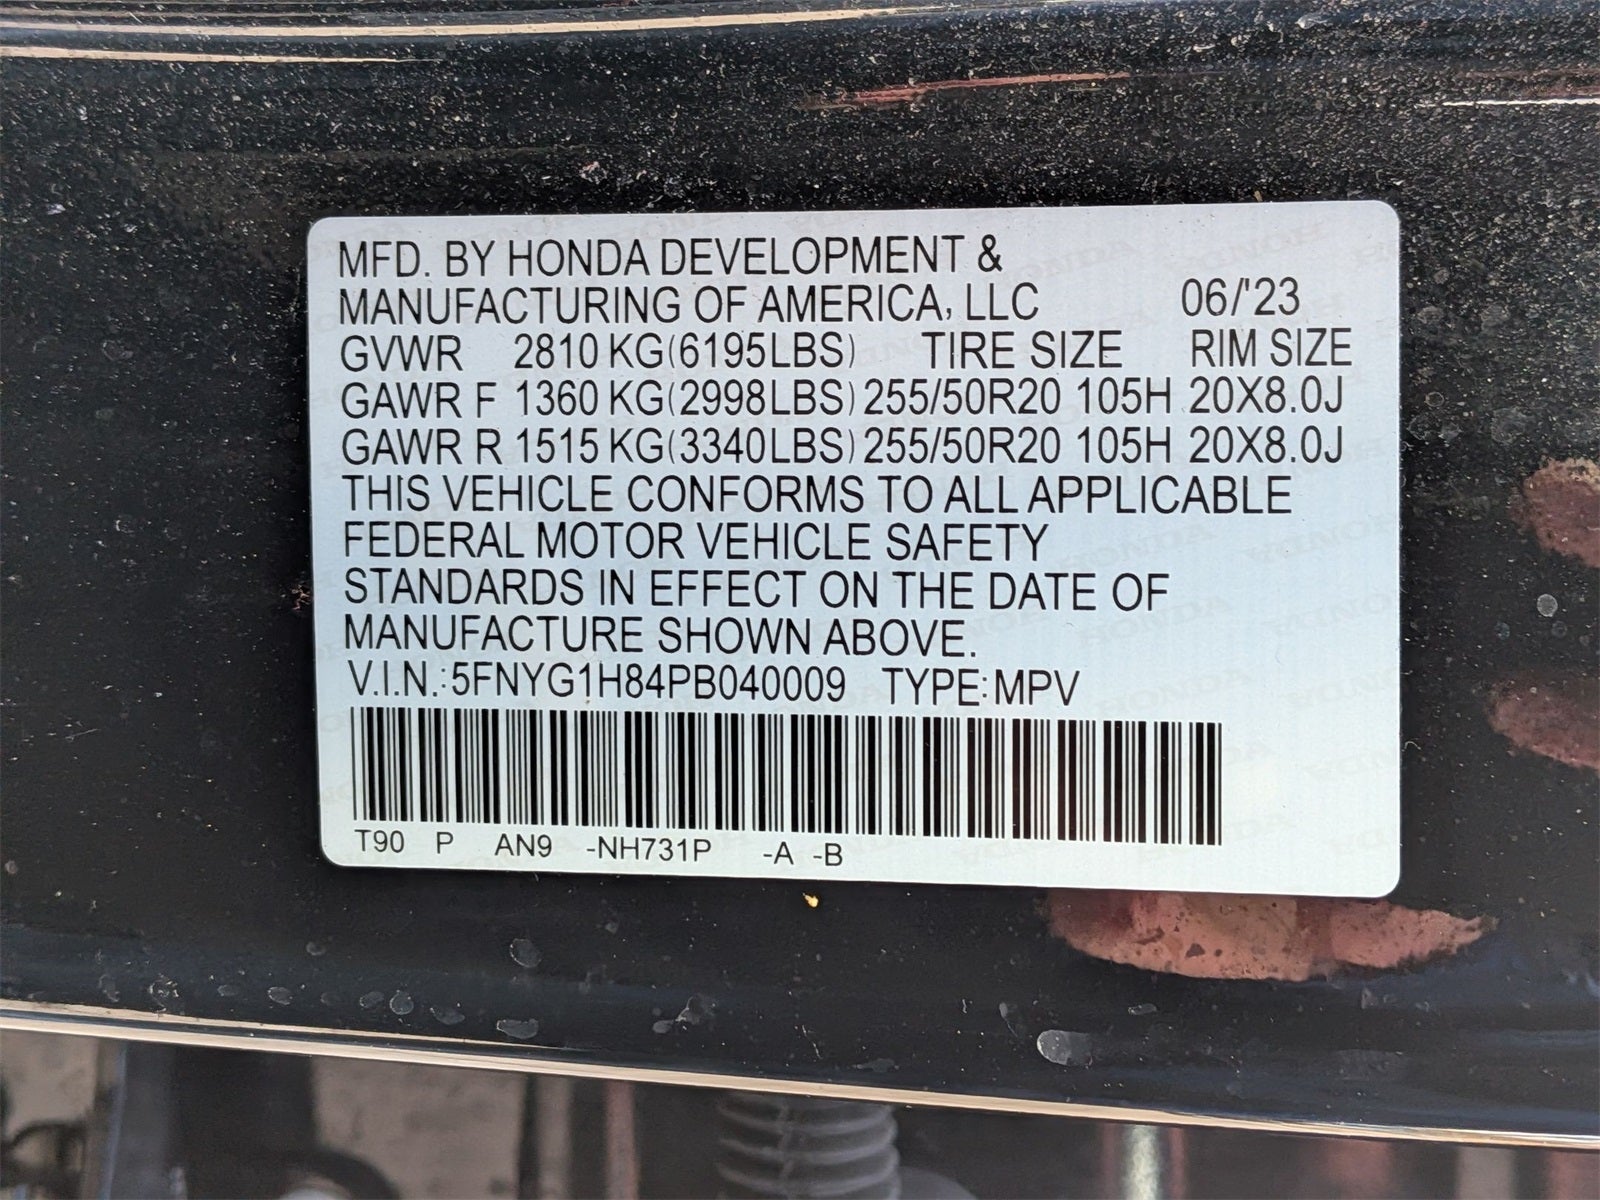 MFD. BY HONDA DEVELOPMENT &
MANUFACTURING OF AMERICA, LLC 06/'23
GVWR 2810 KG(6195LBS) TIRE SIZE RIM SIZE
GAWR F 1360 KG(2998LBS) 255/50R20 105H 20X8.0J
GAWR R 1515 KG(3340LBS) 255/50R20 105H 20X8.0J
THIS VEHICLE CONFORMS TO ALL APPLICABLE
FEDERAL MOTOR VEHICLE SAFETY
STANDARDS IN EFFECT ON THE DATE OF
MANUFACTURE SHOWN ABOVE.
V.I.N.:5FNYG1H84PB040009 TYPE:MPV
T90 P AN9 -NH731P -A -B